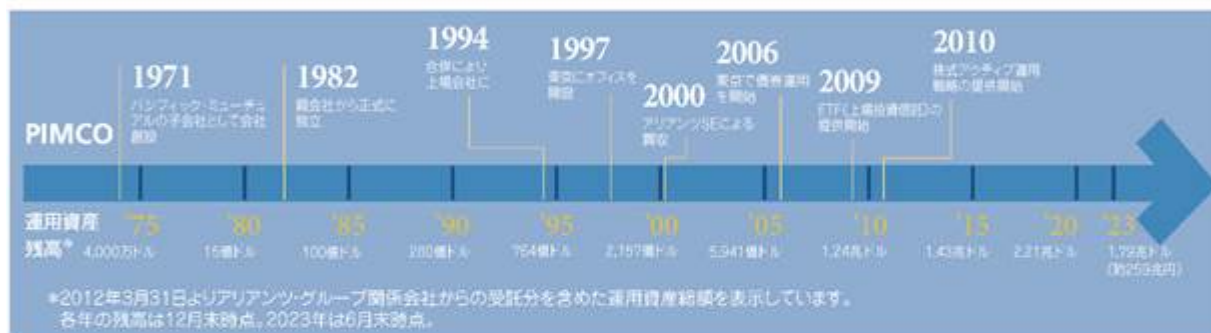 1994
合併により
上場会社に
1997
東京にオフィスを
開設
2006
東京で債券運用
を開始
2010
株式アクティブ運用
戦略の提供開始
1971
パシフィック・ミューチュ
アルの子会社として会社
創設
1982
親会社から正式に
独立
2000
アリアンツSEによる
買収
2009
ETF(上場投資信託)の
提供開始
PIMCO
運用資産
残高*
'75 '80 '85 '90 '95 '00 '05 '10 '15 '20 '23
4,000万ドル 15億ドル 100億ドル 280億ドル 764億ドル 2,157億ドル 5,941億ドル 1.24兆ドル 1.43兆ドル 2.21兆ドル 1.79兆ドル
(約259兆円)
*2012年3月31日よりアリアンツ・グループ関係会社からの受託分を含めた運用資産総額を表示しています。
各年の残高は12月末時点。2023年は6月末時点。